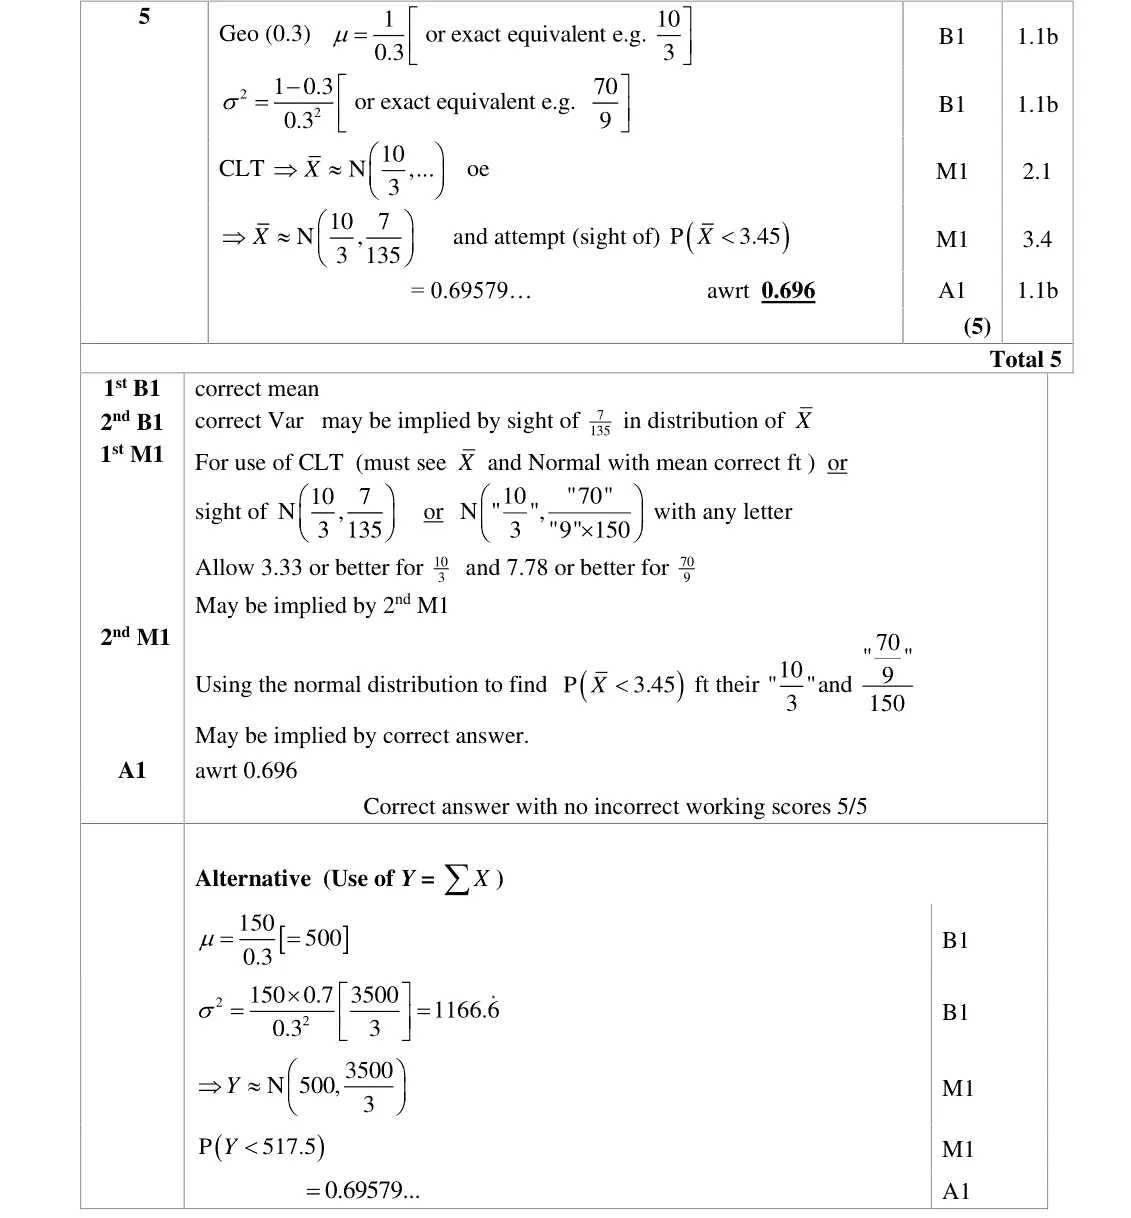 5 Geo (0.3) μ = 1/0.3 [ or exact equivalent e.g. 10/3 ] B1 1.1b
σ² = (1−0.3)/0.3² [ or exact equivalent e.g. 70/9 ] B1 1.1b
CLT ⇒ X̄ ≈ N(10/3,...) oe M1 2.1
⇒ X̄ ≈ N(10/3, 7/135) and attempt (sight of) P(X̄ < 3.45) M1 3.4
= 0.69579… awrt 0.696 A1 1.1b
(5)
Total 5
1st B1 correct mean
2nd B1 correct Var may be implied by sight of 7/135 in distribution of X̄
1st M1 For use of CLT (must see X̄ and Normal with mean correct ft ) or
sight of N(10/3, 7/135) or N("10/3", "70"/"9"×150) with any letter
Allow 3.33 or better for 10/3 and 7.78 or better for 70/9
May be implied by 2nd M1
2nd M1 Using the normal distribution to find P(X̄ < 3.45) ft their "10/3" and "70/9"/150
May be implied by correct answer.
A1 awrt 0.696
Correct answer with no incorrect working scores 5/5
Alternative (Use of Y = ∑X )
μ = 150/0.3 [= 500] B1
σ² = 150×0.7/0.3² [3500/3] = 1166.6̇ B1
⇒ Y ≈ N(500, 3500/3) M1
P(Y < 517.5) M1
= 0.69579... A1